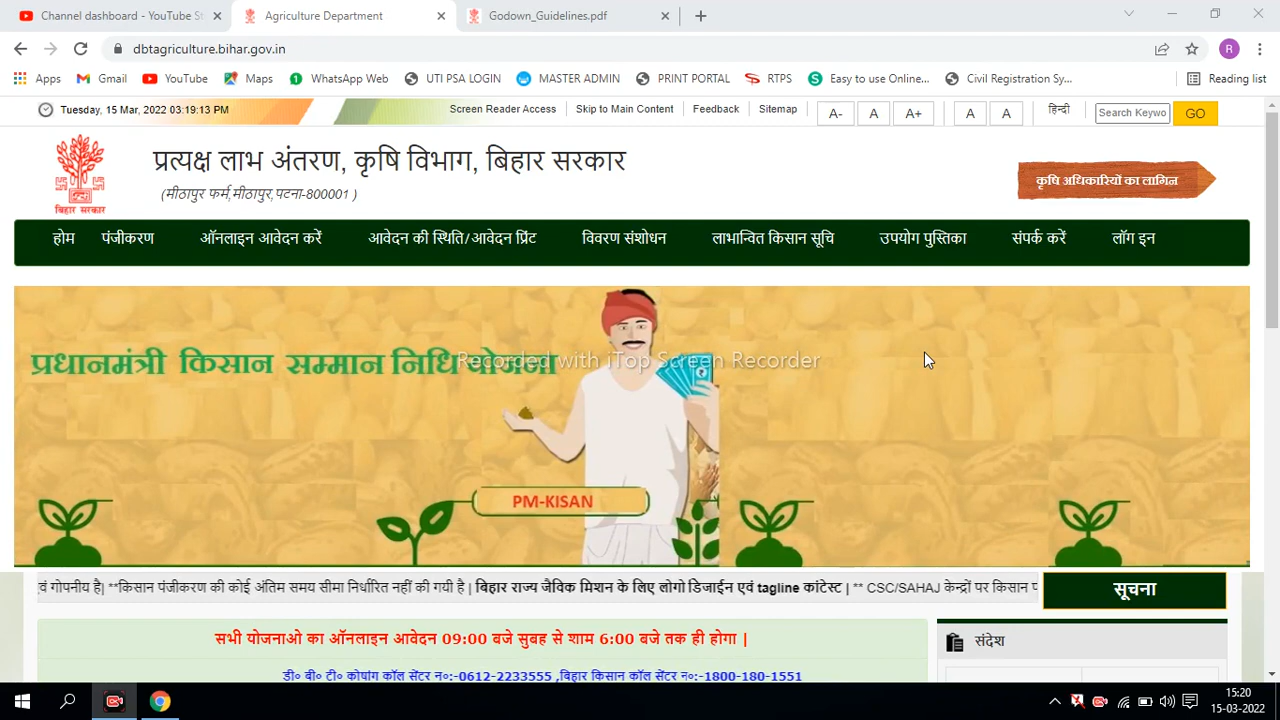 Channel dashboard - YouTube St
Agriculture Department
Godown_Guidelines.pdf
dbtagriculture.bihar.gov.in
R
Apps
Gmail
YouTube
Maps
WhatsApp Web
UTI PSA LOGIN
MASTER ADMIN
PRINT PORTAL
RTPS
Easy to use Online...
Civil Registration Sy...
Reading list
Tuesday, 15 Mar, 2022 03:19:13 PM
Screen Reader Access
Skip to Main Content
Feedback
Sitemap
A-
A
A+
A
A
हिन्दी
Search Keywo
GO
प्रत्यक्ष लाभ अंतरण, कृषि विभाग, बिहार सरकार
(मीठापुर फर्म,मीठापुर,पटना-800001 )
बिहार सरकार
कृषि अधिकारियों का लागिन
होम
पंजीकरण
ऑनलाइन आवेदन करें
आवेदन की स्थिति/आवेदन प्रिंट
विवरण संशोधन
लाभान्वित किसान सूचि
उपयोग पुस्तिका
संपर्क करें
लॉग इन
प्रधानमंत्री किसान सम्मान निधि योजना
Recorded with iTop Screen Recorder
PM-KISAN
वं गोपनीय है| **किसान पंजीकरण की कोई अंतिम समय सीमा निर्धारित नहीं की गयी है | बिहार राज्य जैविक मिशन के लिए लोगो डिजाईन एवं tagline कांटेस्ट | ** CSC/SAHAJ केन्द्रों पर किसान प
सूचना
सभी योजनाओ का ऑनलाइन आवेदन 09:00 बजे सुबह से शाम 6:00 बजे तक ही होगा |
संदेश
डी० बी० टी० कोषांग कॉल सेंटर न०:-0612-2233555 ,बिहार किसान कॉल सेंटर न०:-1800-180-1551
15:20
15-03-2022